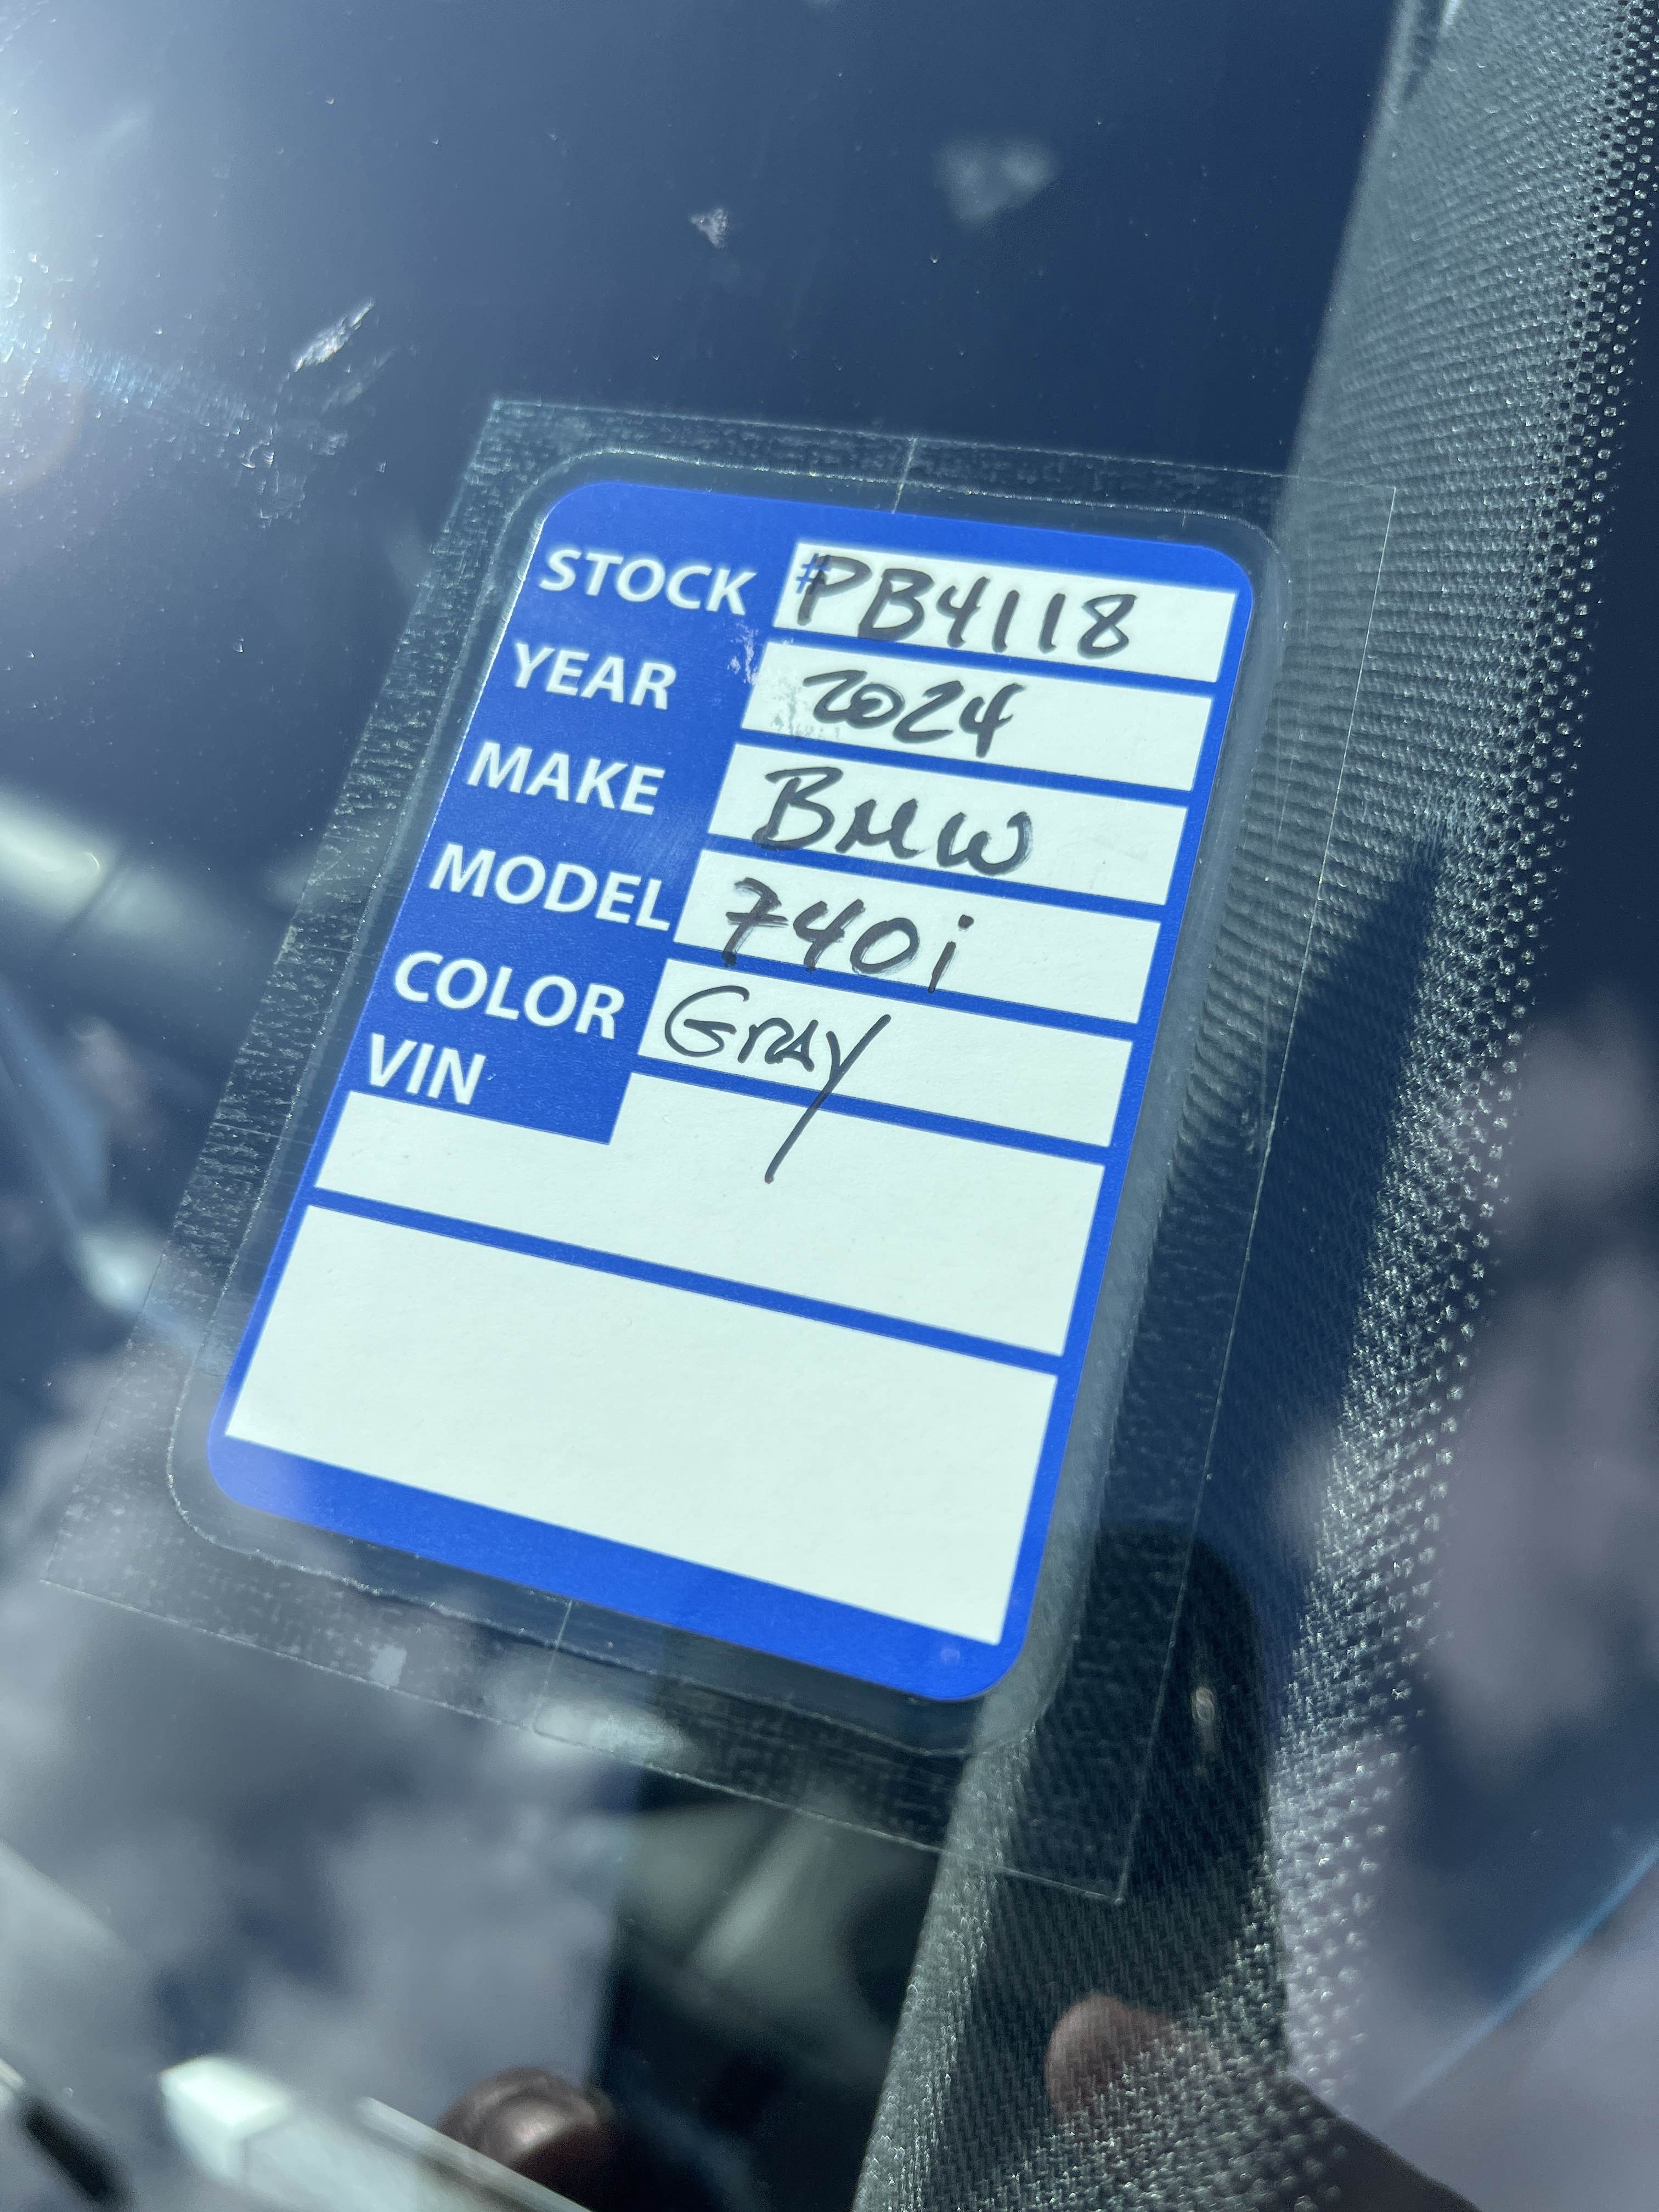 STOCK #PB4118
YEAR 2024
MAKE BMW
MODEL 740i
COLOR Gray
VIN